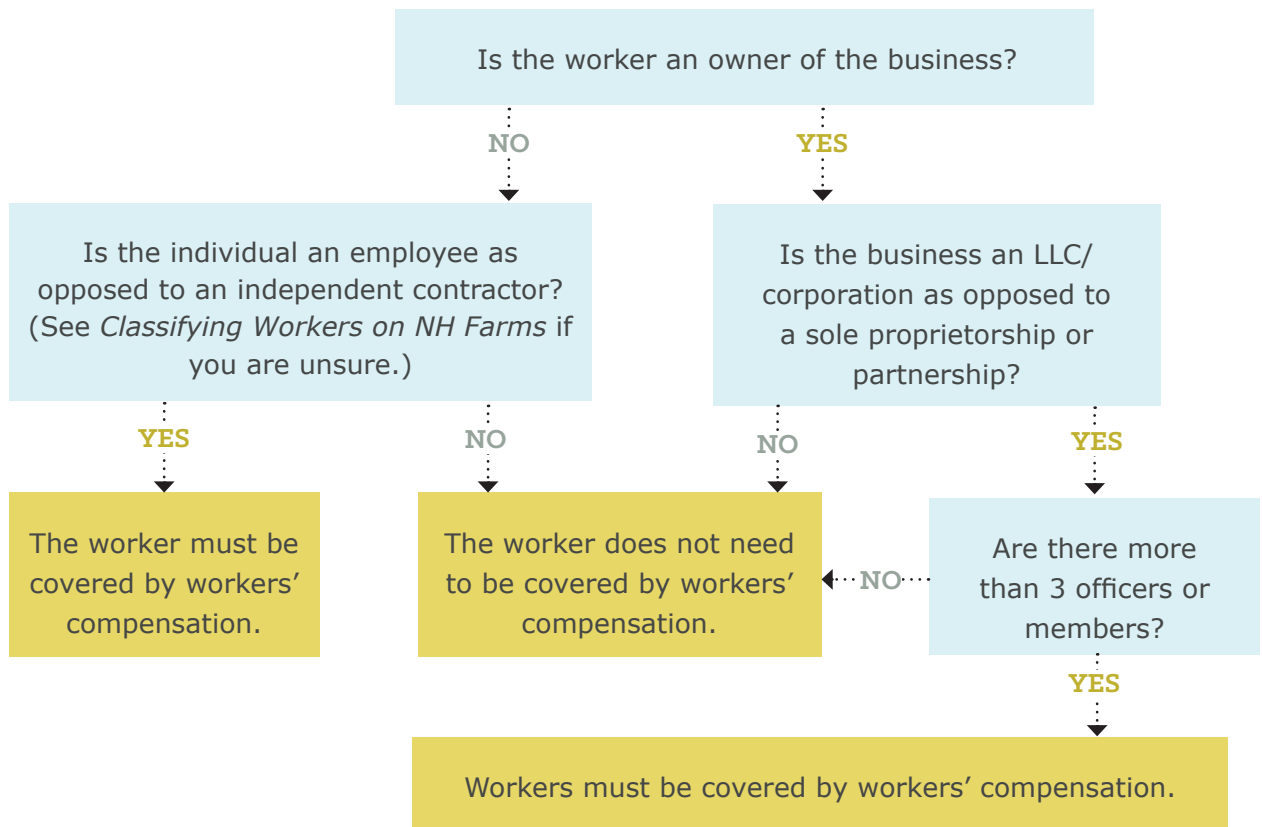 Is the worker an owner of the business?
NO
YES
Is the individual an employee as
opposed to an independent contractor?
(See Classifying Workers on NH Farms if
you are unsure.)
Is the business an LLC/
corporation as opposed to
a sole proprietorship or
partnership?
YES
NO
NO
YES
The worker must be
covered by workers’
compensation.
The worker does not need
to be covered by workers’
compensation.
NO
Are there more
than 3 officers or
members?
YES
Workers must be covered by workers’ compensation.